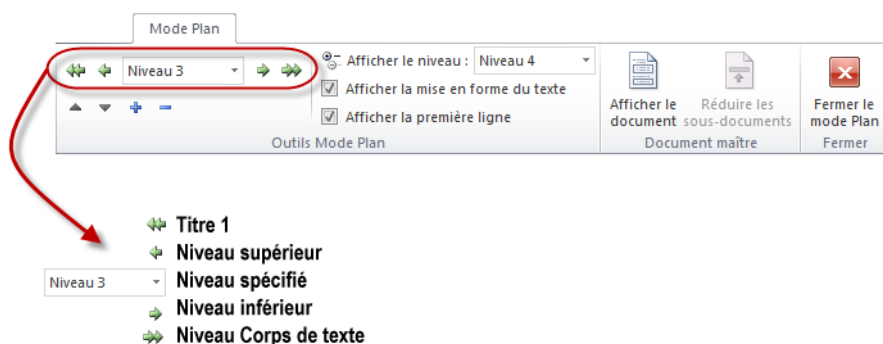 Mode Plan
Niveau 3
Afficher le niveau : Niveau 4
Afficher la mise en forme du texte
Afficher la première ligne
Outils Mode Plan
Afficher le document
Réduire les sous-documents
Document maître
Fermer le mode Plan
Fermer
Titre 1
Niveau supérieur
Niveau 3 Niveau spécifié
Niveau inférieur
Niveau Corps de texte